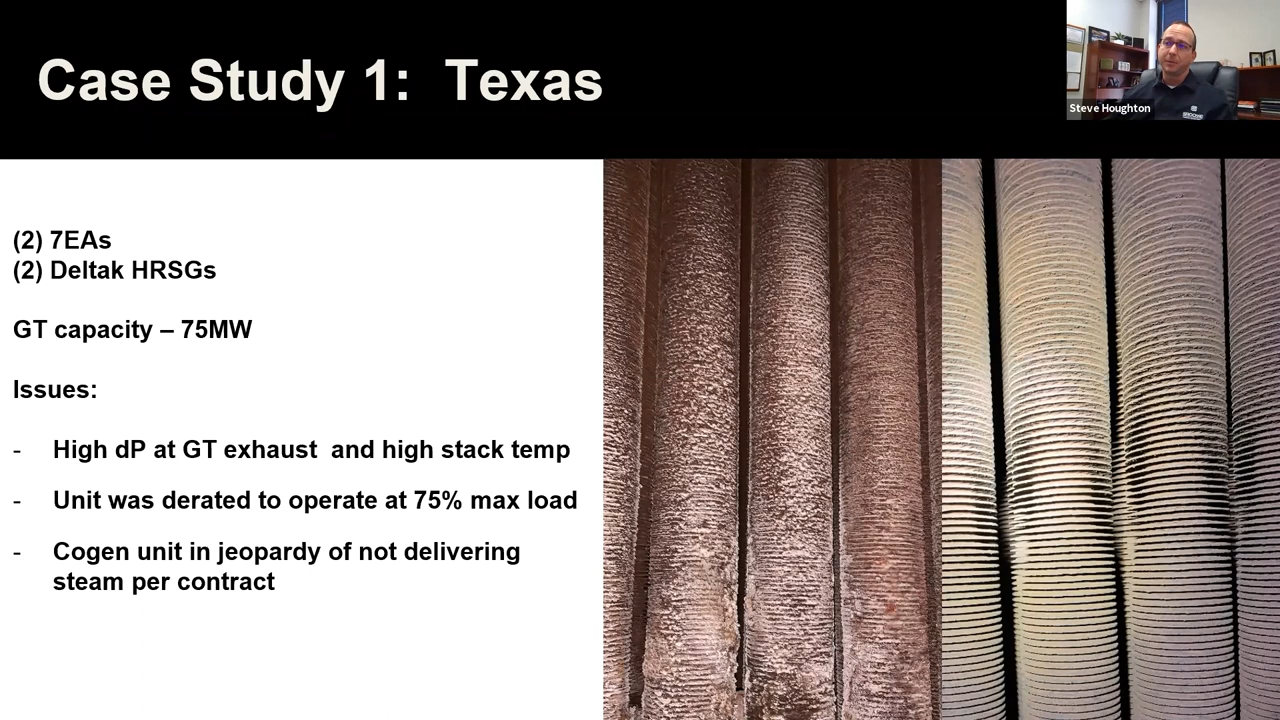 Case Study 1: Texas
Steve Houghton
(2) 7EAs
(2) Deltak HRSGs
GT capacity – 75MW
Issues:
- High dP at GT exhaust and high stack temp
- Unit was derated to operate at 75% max load
- Cogen unit in jeopardy of not delivering
steam per contract